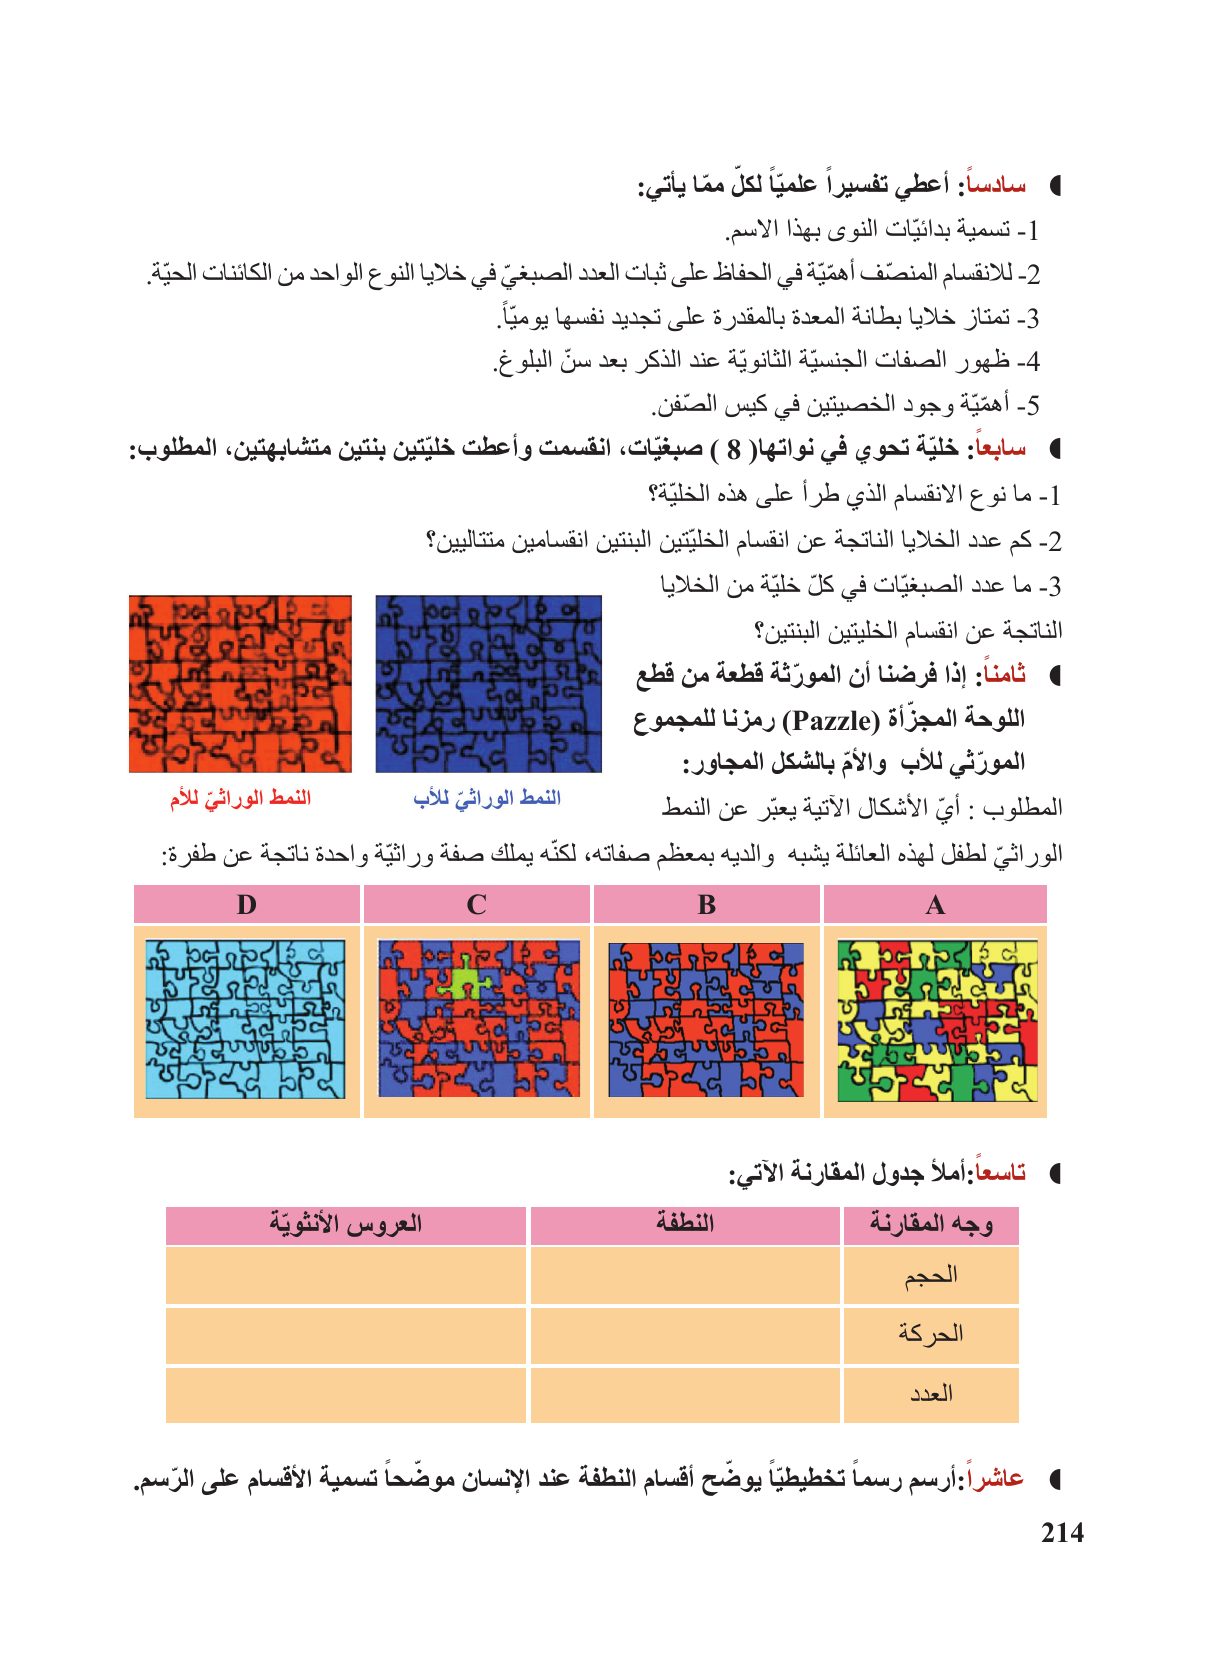 سادساً: أعطي تفسيراً علميّاً لكلّ ممّا يأتي:
1- تسمية بدائيّات النوى بهذا الاسم.
2- للانقسام المنصّف أهمّيّة في الحفاظ على ثبات العدد الصبغيّ في خلايا النوع الواحد من الكائنات الحيّة.
3- تمتاز خلايا بطانة المعدة بالمقدرة على تجديد نفسها يوميّاً.
4- ظهور الصفات الجنسيّة الثانويّة عند الذكر بعد سنّ البلوغ.
5- أهمّيّة وجود الخصيتين في كيس الصّفن.
سابعاً: خليّة تحوي في نواتها( 8 ) صبغيّات، انقسمت وأعطت خليّتين بنتين متشابهتين، المطلوب:
1- ما نوع الانقسام الذي طرأ على هذه الخليّة؟
2- كم عدد الخلايا الناتجة عن انقسام الخليّتين البنتين انقسامين متتاليين؟
3- ما عدد الصبغيّات في كلّ خليّة من الخلايا
الناتجة عن انقسام الخليتين البنتين؟
ثامناً: إذا فرضنا أن المورّثة قطعة من قطع
اللوحة المجزّأة (Pazzle) رمزنا للمجموع
المورّثي للأب والأمّ بالشكل المجاور:
النمط الوراثيّ للأب
النمط الوراثيّ للأم
المطلوب : أيّ الأشكال الآتية يعبّر عن النمط
الوراثيّ لطفل لهذه العائلة يشبه والديه بمعظم صفاته، لكنّه يملك صفة وراثيّة واحدة ناتجة عن طفرة:
A B C D
تاسعاً:أملأ جدول المقارنة الآتي:
وجه المقارنة النطفة العروس الأنثويّة
الحجم
الحركة
العدد
عاشراً:أرسم رسماً تخطيطيّاً يوضّح أقسام النطفة عند الإنسان موضّحاً تسمية الأقسام على الرّسم.
214